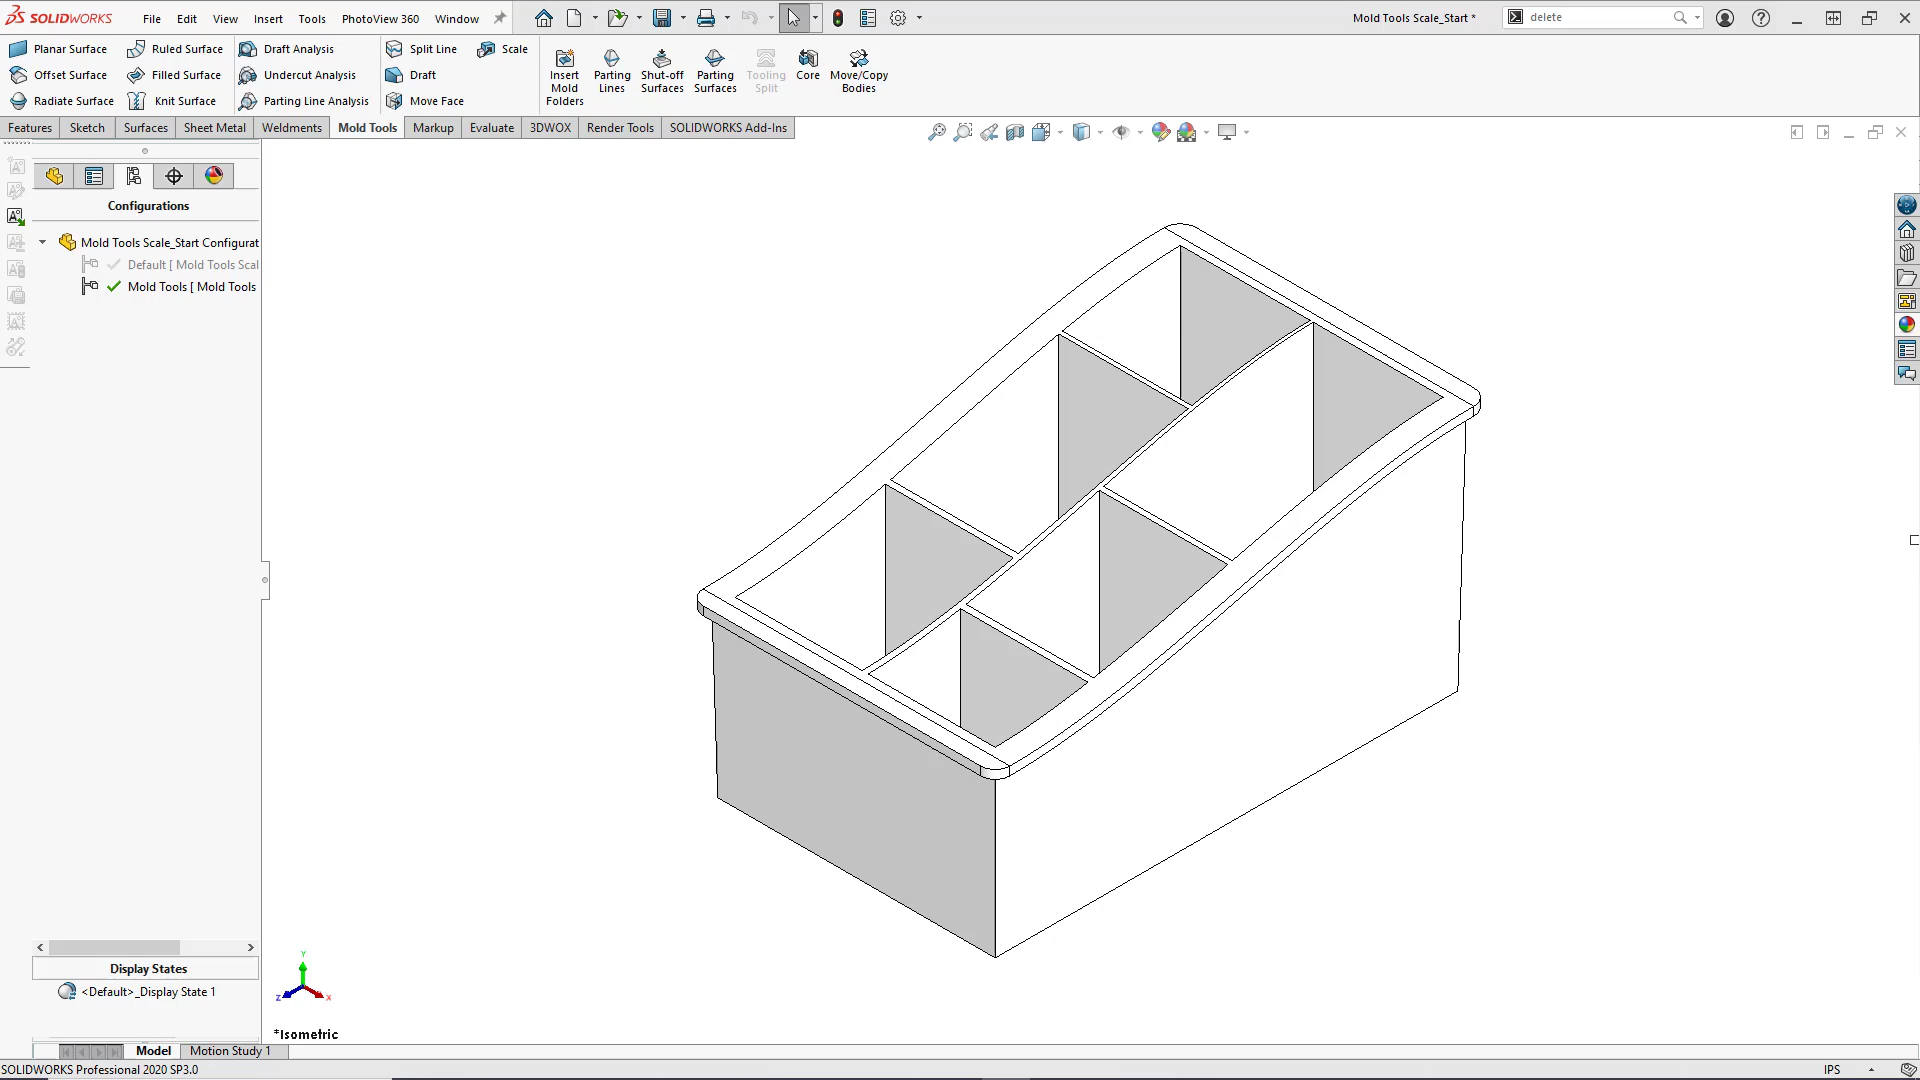 SOLIDWORKS File Edit View Insert Tools PhotoView 360 Window Mold Tools Scale_Start * delete
Planar Surface Ruled Surface Draft Analysis Split Line Scale
Offset Surface Filled Surface Undercut Analysis Draft
Radiate Surface Knit Surface Parting Line Analysis Move Face
Insert Mold Folders
Parting Lines
Shut-off Surfaces
Parting Surfaces
Tooling Split
Core
Move/Copy Bodies
Features Sketch Surfaces Sheet Metal Weldments Mold Tools Markup Evaluate 3DWOX Render Tools SOLIDWORKS Add-Ins
Configurations
Mold Tools Scale_Start Configurat
Default [ Mold Tools Scal
Mold Tools [ Mold Tools
Display States
<Default>_Display State 1
Y
Z X
*Isometric
Model Motion Study 1
SOLIDWORKS Professional 2020 SP3.0 IPS